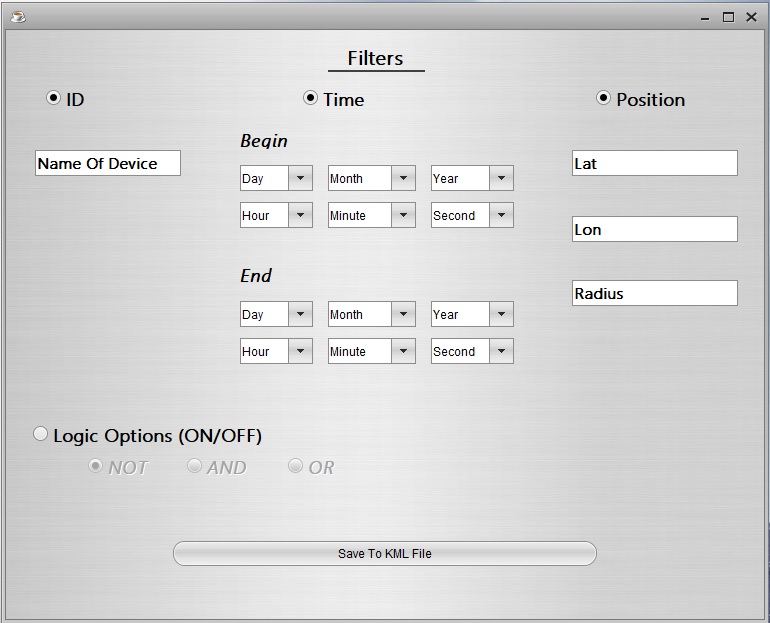 Filters
ID Time Position
Begin
Name Of Device Lat
Day Month Year
Hour Minute Second
Lon
End
Radius
Day Month Year
Hour Minute Second
Logic Options (ON/OFF)
NOT AND OR
Save To KML File